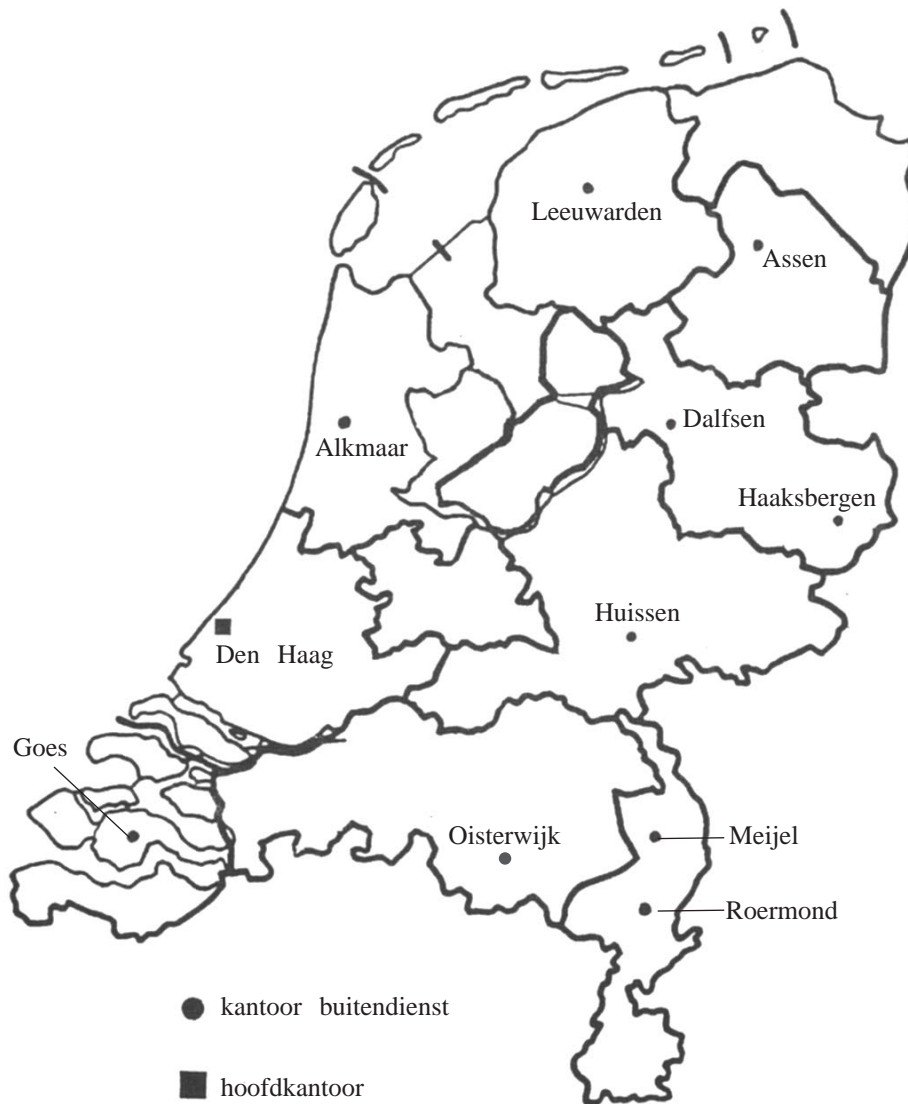 Leeuwarden
Assen
Dalfsen
Alkmaar
Haaksbergen
Huissen
Den Haag
Goes
Oisterwijk
Meijel
Roermond
kantoor buitendienst
hoofdkantoor